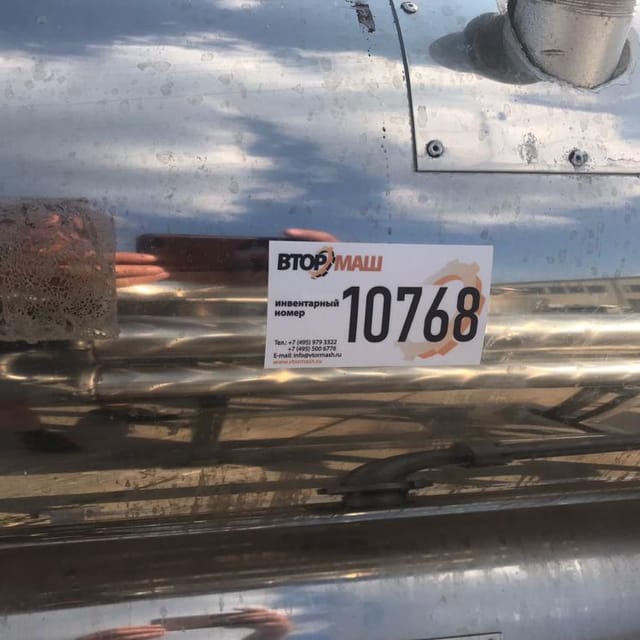 ВТОРМАШ
инвентарный
номер
10768
Тел.: +7 (495) 979 3322
+7 (495) 500 6776
E-mail: info@vtormash.ru
www.vtormash.ru